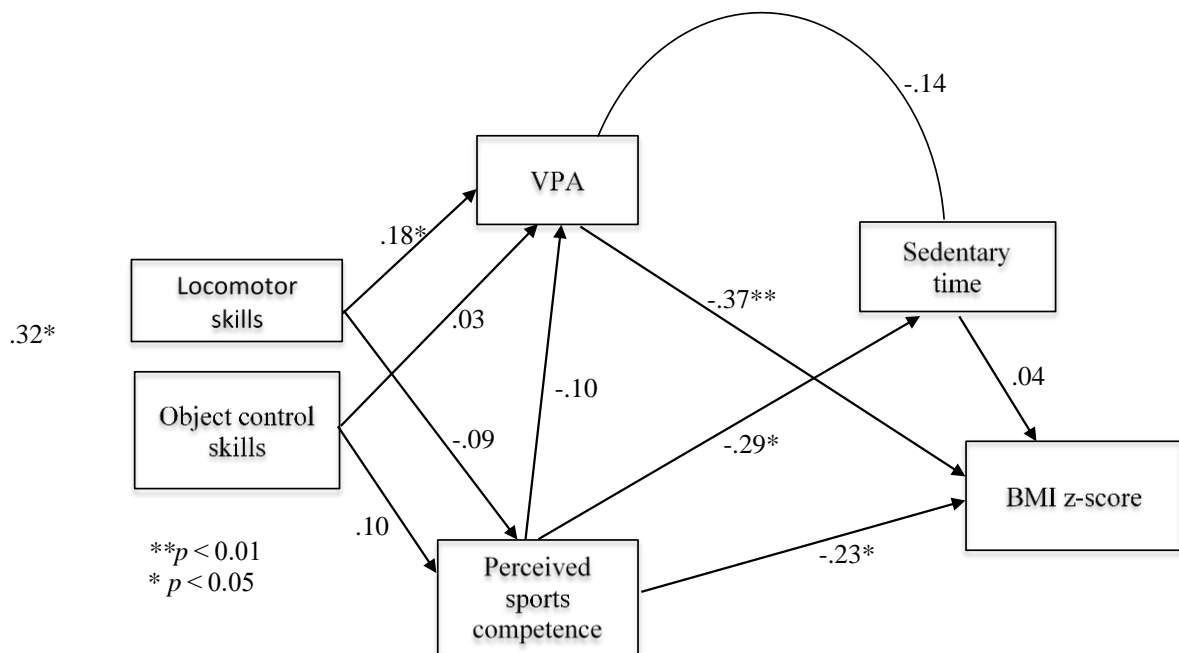 -.14
VPA
.18*
Sedentary
time
Locomotor
skills
-.37**
.32*
.03
.04
-.10
Object control
skills
-.09
-.29*
BMI z-score
.10
**p < 0.01
* p < 0.05
-.23*
Perceived
sports
competence